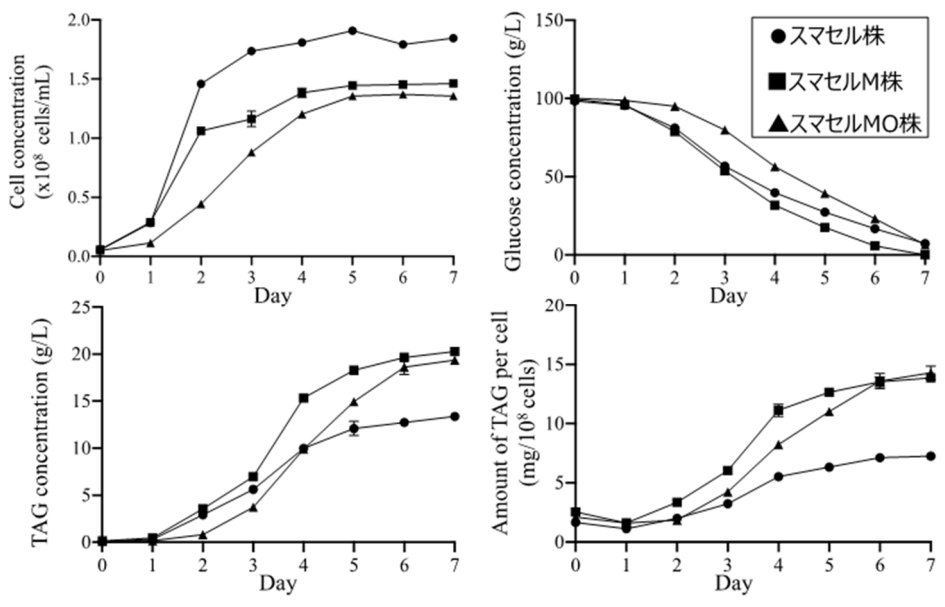 Cell concentration
(x10⁸ cells/mL)
2.0
1.5
1.0
0.5
0.0
0 1 2 3 4 5 6 7
Day
Glucose concentration (g/L)
150
100
50
0
0 1 2 3 4 5 6 7
Day
スマセル株
スマセルM株
スマセルMO株
TAG concentration (g/L)
25
20
15
10
5
0
0 1 2 3 4 5 6 7
Day
Amount of TAG per cell
(mg/10⁸ cells)
20
15
10
5
0
0 1 2 3 4 5 6 7
Day